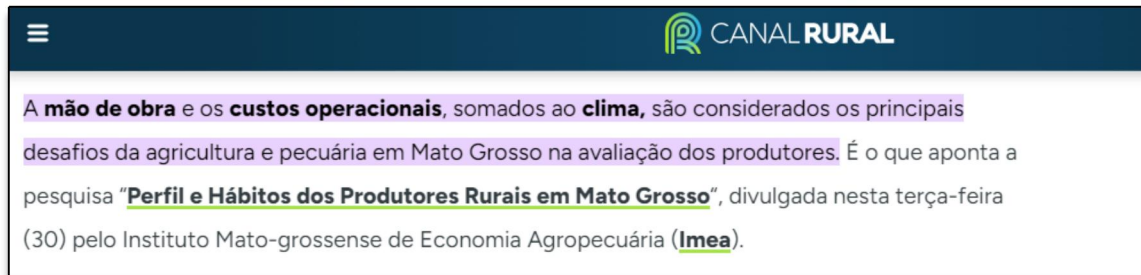 CANAL RURAL
A mão de obra e os custos operacionais, somados ao clima, são considerados os principais
desafios da agricultura e pecuária em Mato Grosso na avaliação dos produtores. É o que aponta a
pesquisa “Perfil e Hábitos dos Produtores Rurais em Mato Grosso“, divulgada nesta terça-feira
(30) pelo Instituto Mato-grossense de Economia Agropecuária (Imea).